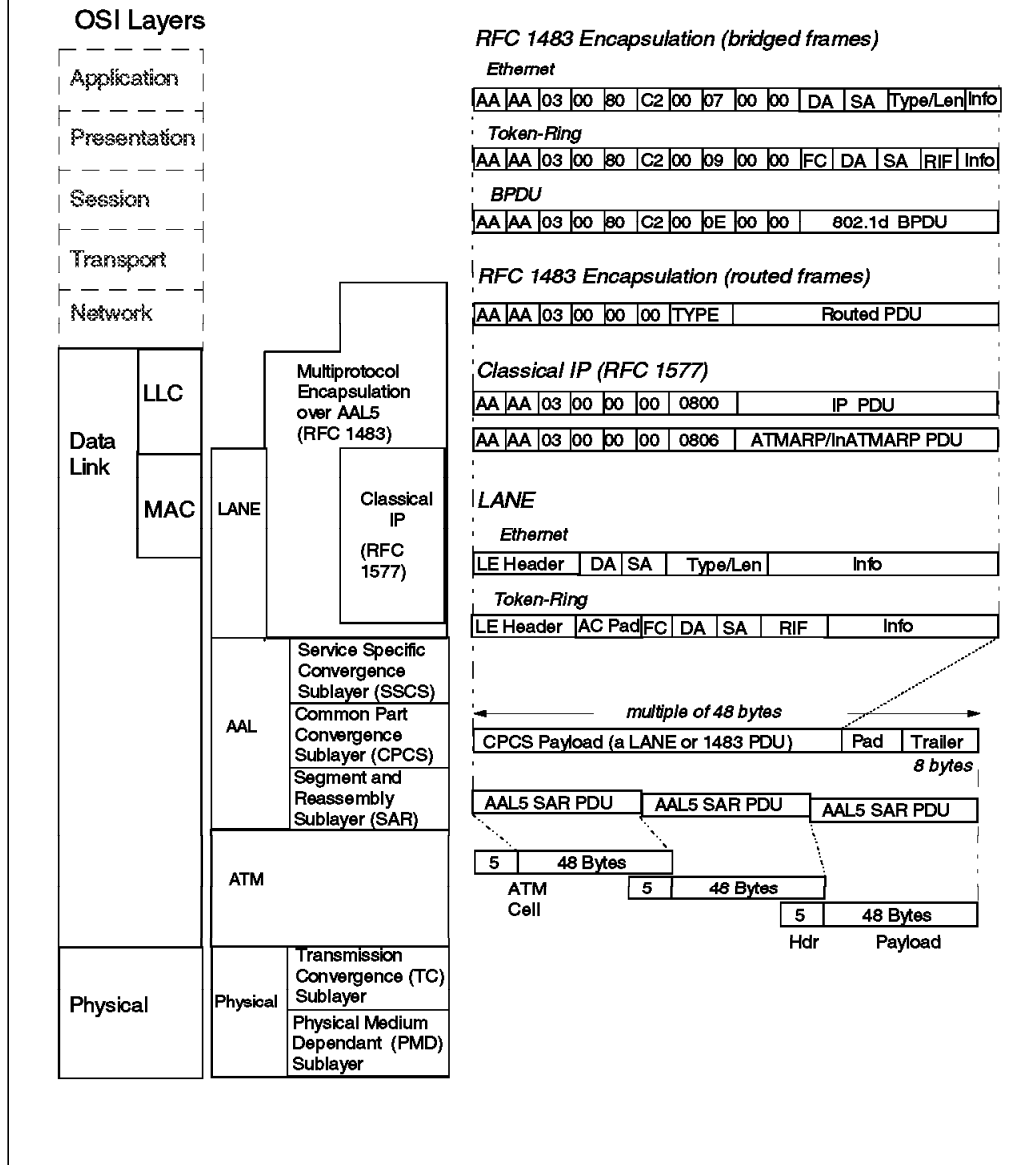 OSI Layers
Application
Presentation
Session
Transport
Network
Data
Link
LLC
MAC
Physical
LANE
Multiprotocol
Encapsulation
over AAL5
(RFC 1483)
Classical
IP
(RFC
1577)
AAL
Service Specific
Convergence
Sublayer (SSCS)
Common Part
Convergence
Sublayer (CPCS)
Segment and
Reassembly
Sublayer (SAR)
ATM
Physical
Transmission
Convergence (TC)
Sublayer
Physical Medium
Dependant (PMD)
Sublayer
RFC 1483 Encapsulation (bridged frames)
Ethernet
AA AA 03 00 80 C2 00 07 00 00 DA SA Type/Len Info
Token-Ring
AA AA 03 00 80 C2 00 09 00 00 FC DA SA RIF Info
BPDU
AA AA 03 00 80 C2 00 0E 00 00 802.1d BPDU
RFC 1483 Encapsulation (routed frames)
AA AA 03 00 00 00 TYPE Routed PDU
Classical IP (RFC 1577)
AA AA 03 00 00 00 0800 IP PDU
AA AA 03 00 00 00 0806 ATMARP/InATMARP PDU
LANE
Ethernet
LE Header DA SA Type/Len Info
Token-Ring
LE Header AC Pad FC DA SA RIF Info
multiple of 48 bytes
CPCS Payload (a LANE or 1483 PDU) Pad Trailer
8 bytes
AAL5 SAR PDU AAL5 SAR PDU AAL5 SAR PDU
5 48 Bytes
ATM
Cell
5 48 Bytes
5 48 Bytes
Hdr Payload